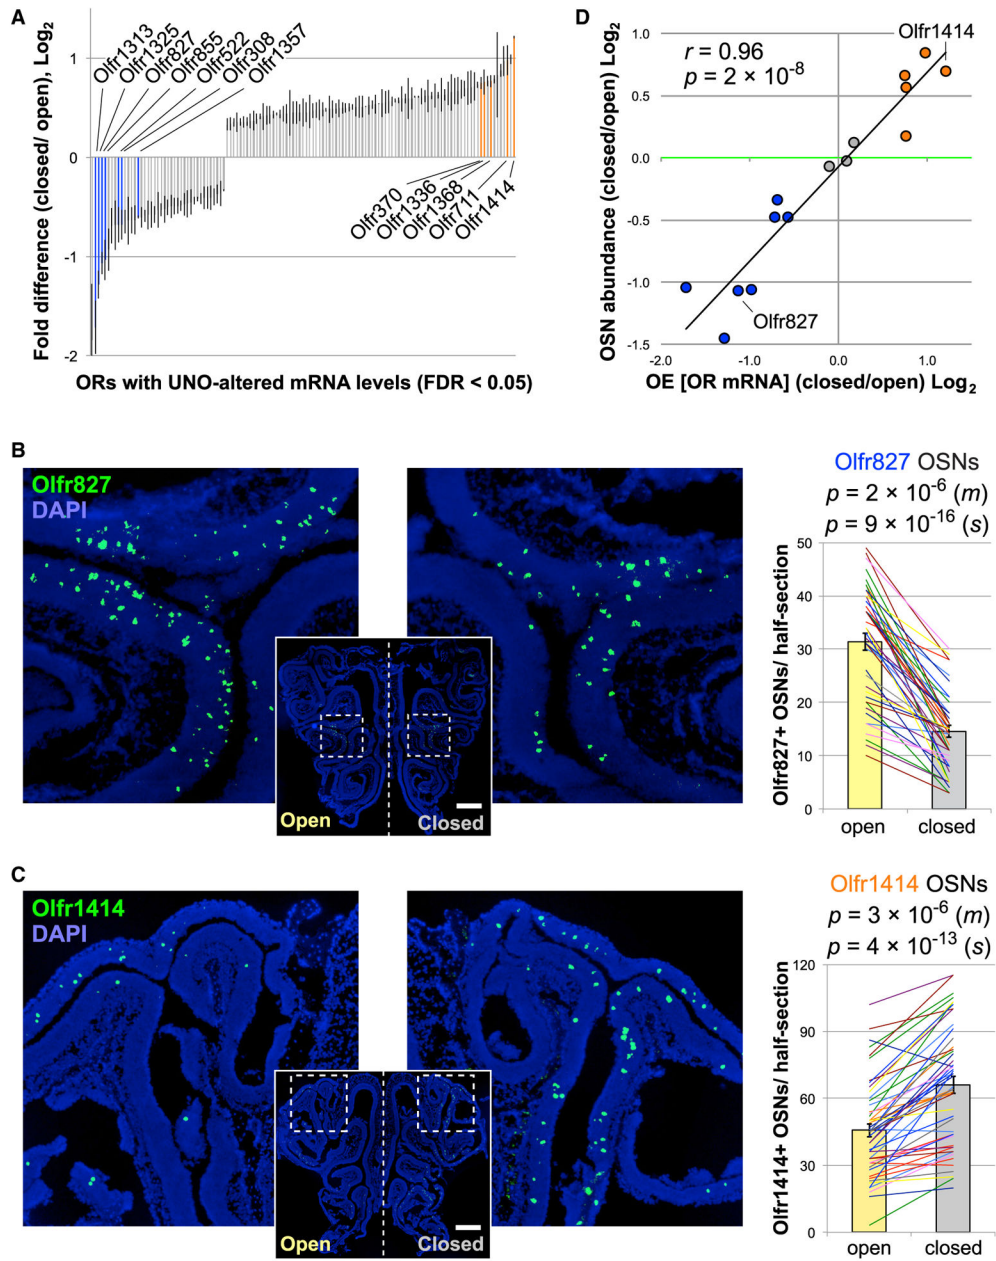 A
Olfr1313
Olfr1325
Olfr827
Olfr855
Olfr522
Olfr308
Olfr1357
Fold difference (closed/ open), Log2
1
0
-1
-2
Olfr370
Olfr1336
Olfr1368
Olfr711
Olfr1414
ORs with UNO-altered mRNA levels (FDR < 0.05)
D
r = 0.96
p = 2 × 10-8
Olfr1414
Olfr827
OSN abundance (closed/open) Log2
1.0
0.5
0.0
-0.5
-1.0
-1.5
-2.0
-1.0
0.0
1.0
OE [OR mRNA] (closed/open) Log2
B
Olfr827
DAPI
Open
Closed
Olfr827 OSNs
p = 2 × 10-6 (m)
p = 9 × 10-16 (s)
Olfr827+ OSNs/ half-section
50
40
30
20
10
0
open
closed
C
Olfr1414
DAPI
Open
Closed
Olfr1414 OSNs
p = 3 × 10-6 (m)
p = 4 × 10-13 (s)
Olfr1414+ OSNs/ half-section
120
90
60
30
0
open
closed